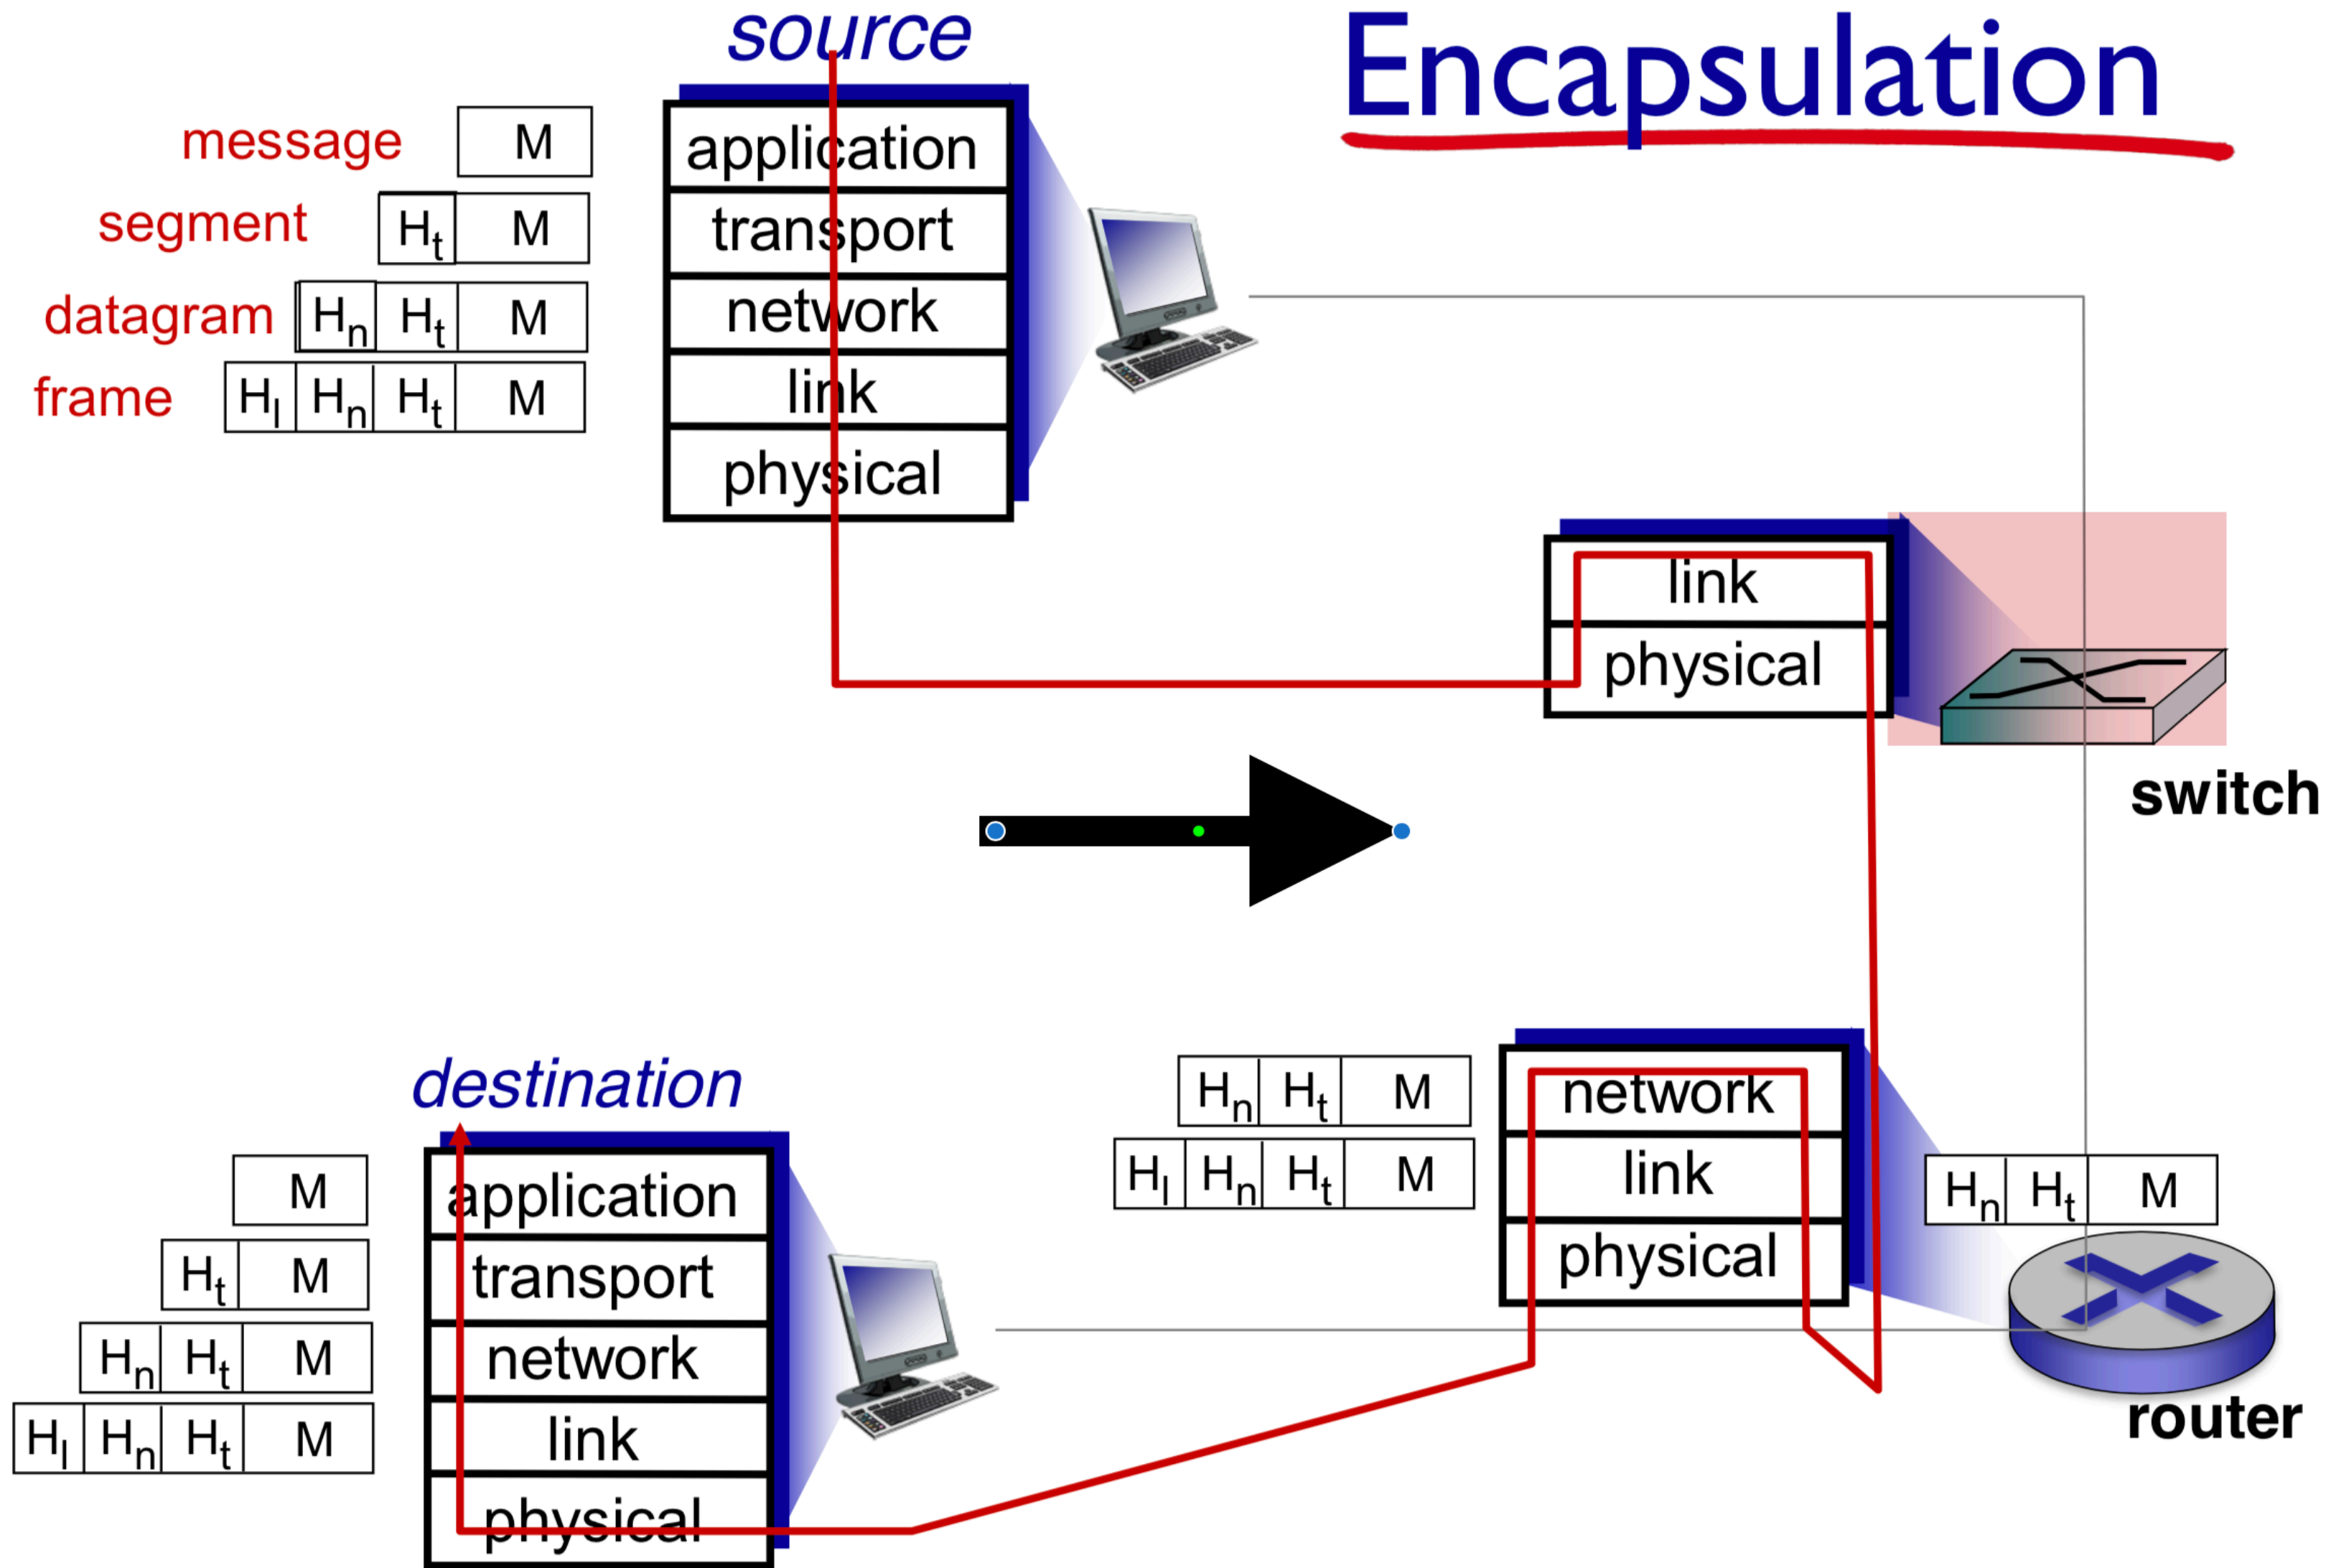 source
Encapsulation
message M
segment Ht M
datagram Hn Ht M
frame Hl Hn Ht M
application
transport
network
link
physical
link
physical
switch
destination
M
Ht M
Hn Ht M
Hl Hn Ht M
application
transport
network
link
physical
Hn Ht M
Hl Hn Ht M
network
link
physical
Hn Ht M
router